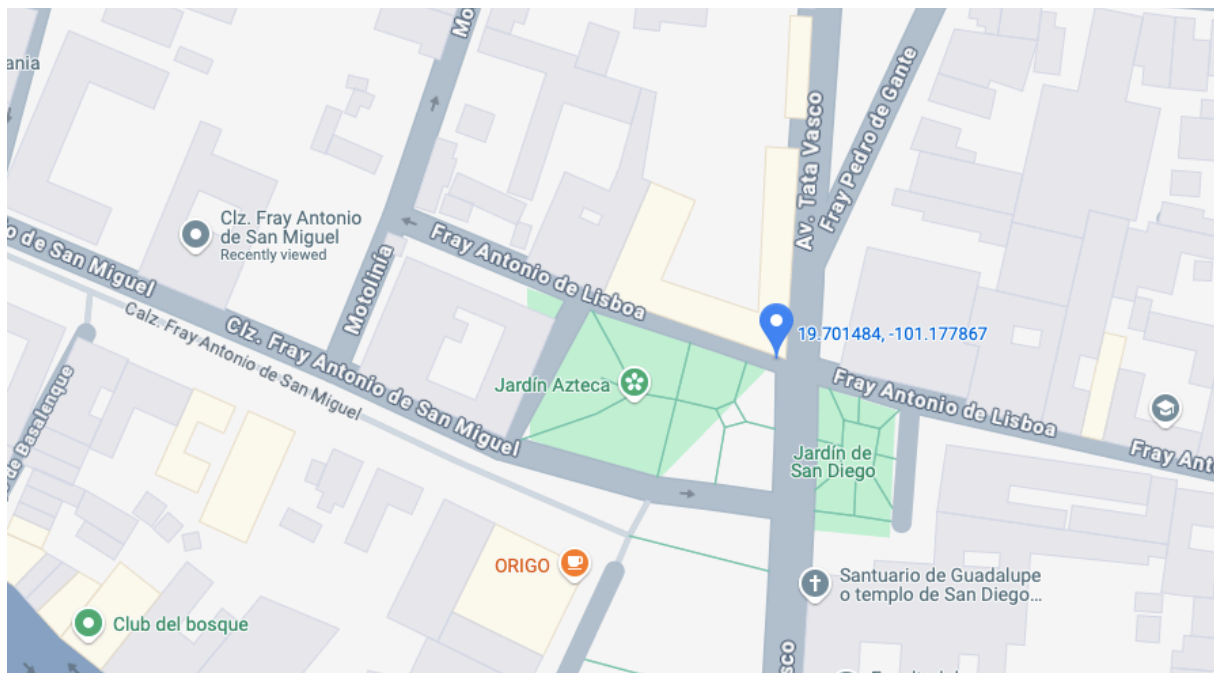 ania
Mo
Av. Tata Vasco
Fray Pedro de Gante
Clz. Fray Antonio
de San Miguel
Recently viewed
Fray Antonio de Lisboa
o de San Miguel
Motolinía
Calz. Fray Antonio de San Miguel
Clz. Fray Antonio de San Miguel
19.701484, -101.177867
Jardín Azteca
Fray Antonio de Lisboa
Fray Ant
de Basalenque
Jardín de
San Diego
ORIGO
Santuario de Guadalupe
o templo de San Diego...
Club del bosque
sco